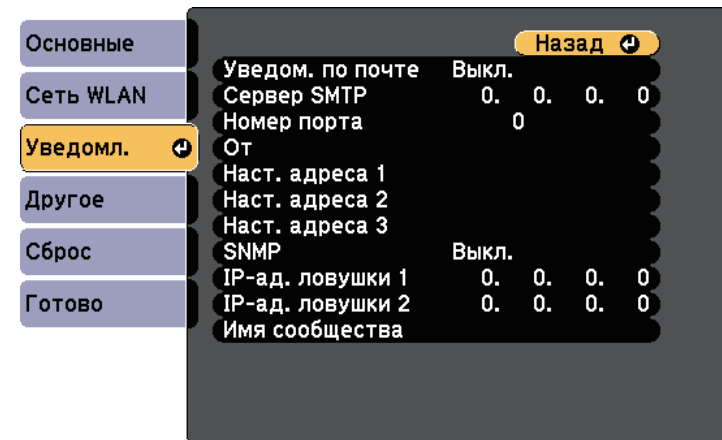 Основные
Сеть WLAN
Уведомл.
Другое
Сброс
Готово
Назад
Уведом. по почте Выкл.
Сервер SMTP 0. 0. 0. 0
Номер порта 0
От
Наст. адреса 1
Наст. адреса 2
Наст. адреса 3
SNMP Выкл.
IP-ад. ловушки 1 0. 0. 0. 0
IP-ад. ловушки 2 0. 0. 0. 0
Имя сообщества